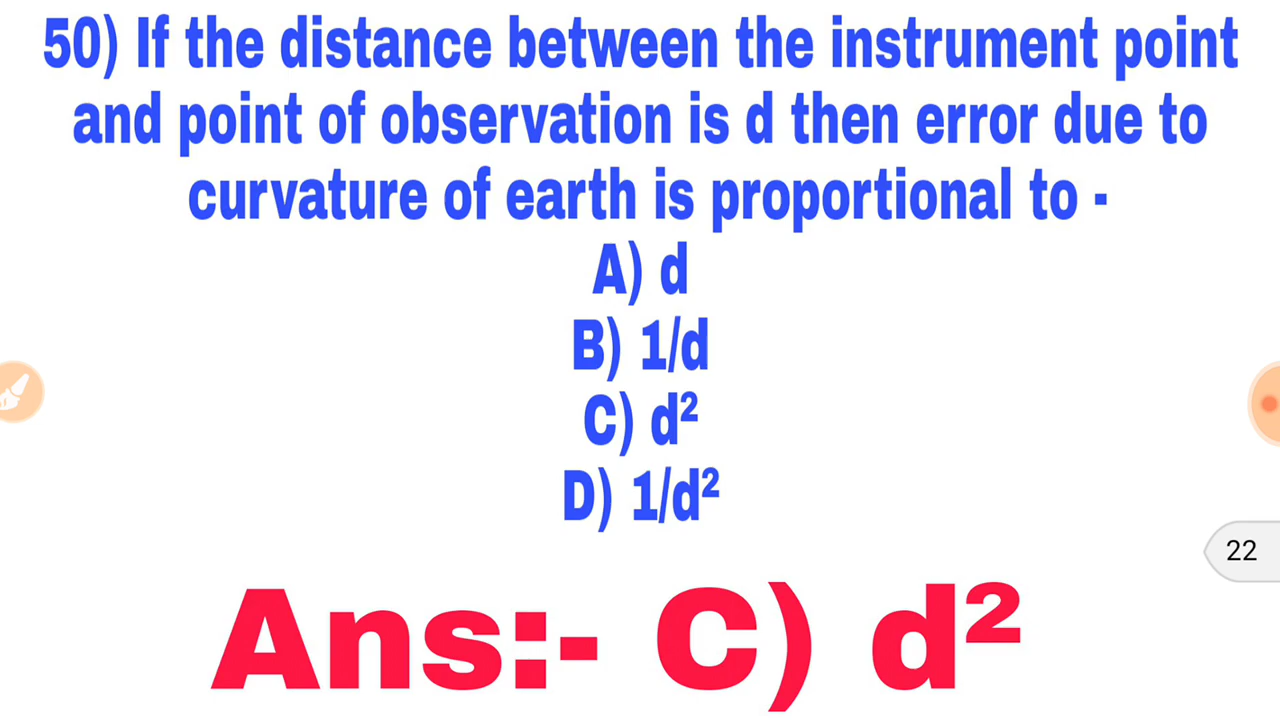 50) If the distance between the instrument point
and point of observation is d then error due to
curvature of earth is proportional to -
A) d
B) 1/d
C) d²
D) 1/d²
22
Ans:- C) d²